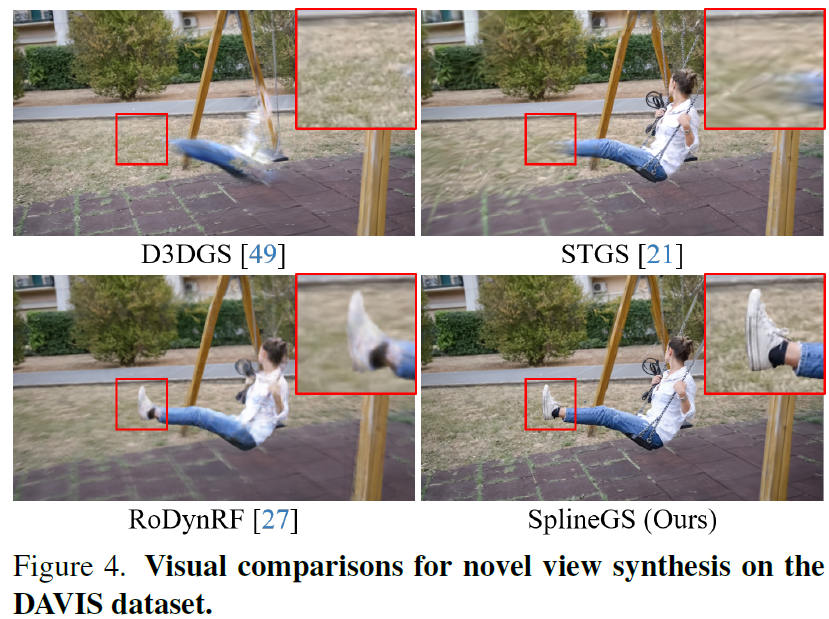 D3DGS [49]
STGS [21]
RoDynRF [27]
SplineGS (Ours)
Figure 4. Visual comparisons for novel view synthesis on the
DAVIS dataset.